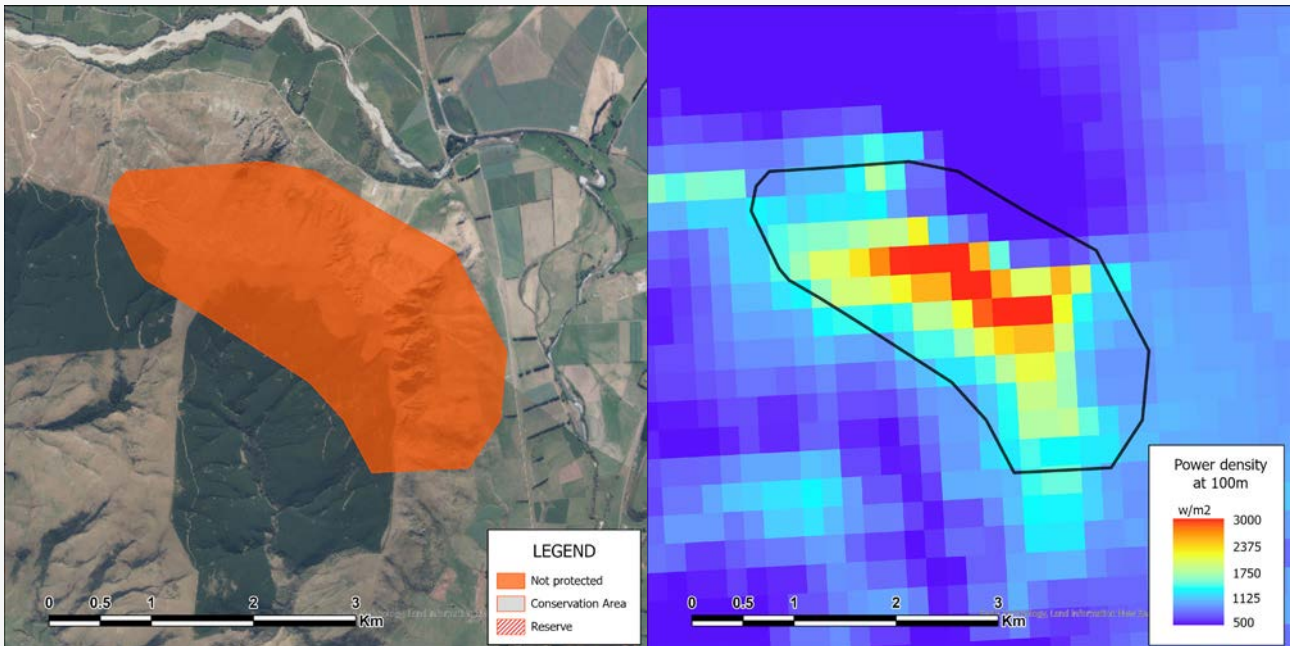 LEGEND
Not protected
Conservation Area
Reserve
0 0.5 1 2 3
Km
Power density
at 100m
w/m2
3000
2375
1750
1125
500
0 0.5 1 2 3
Km